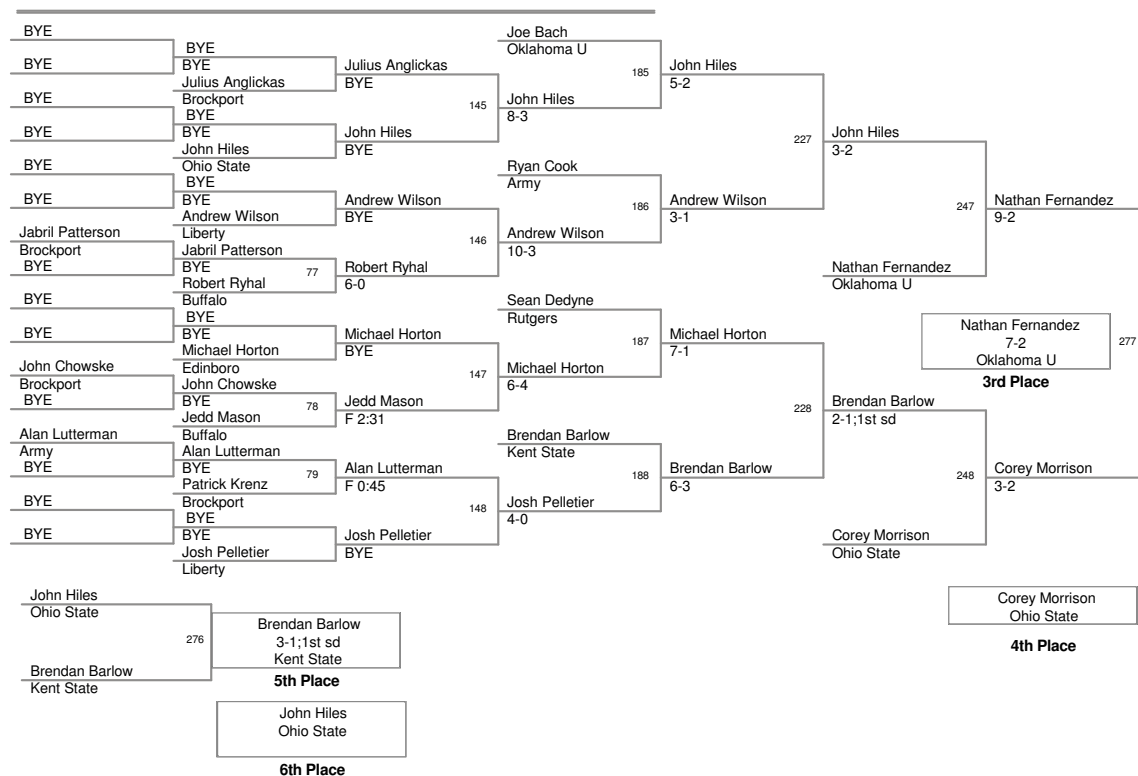 BYE
BYE
BYE
BYE
BYE
BYE
Jabril Patterson
Brockport
BYE
BYE
BYE
John Chowske
Brockport
BYE
Alan Lutterman
Army
BYE
BYE
BYE
BYE
Julius Anglickas
Brockport
BYE
BYE
John Hiles
Ohio State
BYE
BYE
Andrew Wilson
Liberty
Jabril Patterson
BYE
77
Robert Ryhal
Buffalo
BYE
BYE
Michael Horton
Edinboro
John Chowske
BYE
78
Jedd Mason
Buffalo
Alan Lutterman
BYE
79
Patrick Krenz
Brockport
BYE
BYE
Josh Pelletier
Liberty
Julius Anglickas
BYE
145
John Hiles
BYE
Andrew Wilson
BYE
146
Robert Ryhal
6-0
Michael Horton
BYE
147
Jedd Mason
F 2:31
Alan Lutterman
F 0:45
148
Josh Pelletier
BYE
Joe Bach
Oklahoma U
185
John Hiles
8-3
Ryan Cook
Army
186
Andrew Wilson
10-3
Sean Dedyne
Rutgers
187
Michael Horton
6-4
Brendan Barlow
Kent State
188
Josh Pelletier
4-0
John Hiles
5-2
227
Andrew Wilson
3-1
Michael Horton
7-1
228
Brendan Barlow
6-3
John Hiles
3-2
247
Nathan Fernandez
Oklahoma U
Brendan Barlow
2-1;1st sd
248
Corey Morrison
Ohio State
Nathan Fernandez
9-2
Nathan Fernandez
7-2
Oklahoma U
277
3rd Place
Corey Morrison
3-2
Corey Morrison
Ohio State
4th Place
John Hiles
Ohio State
276
Brendan Barlow
Kent State
Brendan Barlow
3-1;1st sd
Kent State
5th Place
John Hiles
Ohio State
6th Place